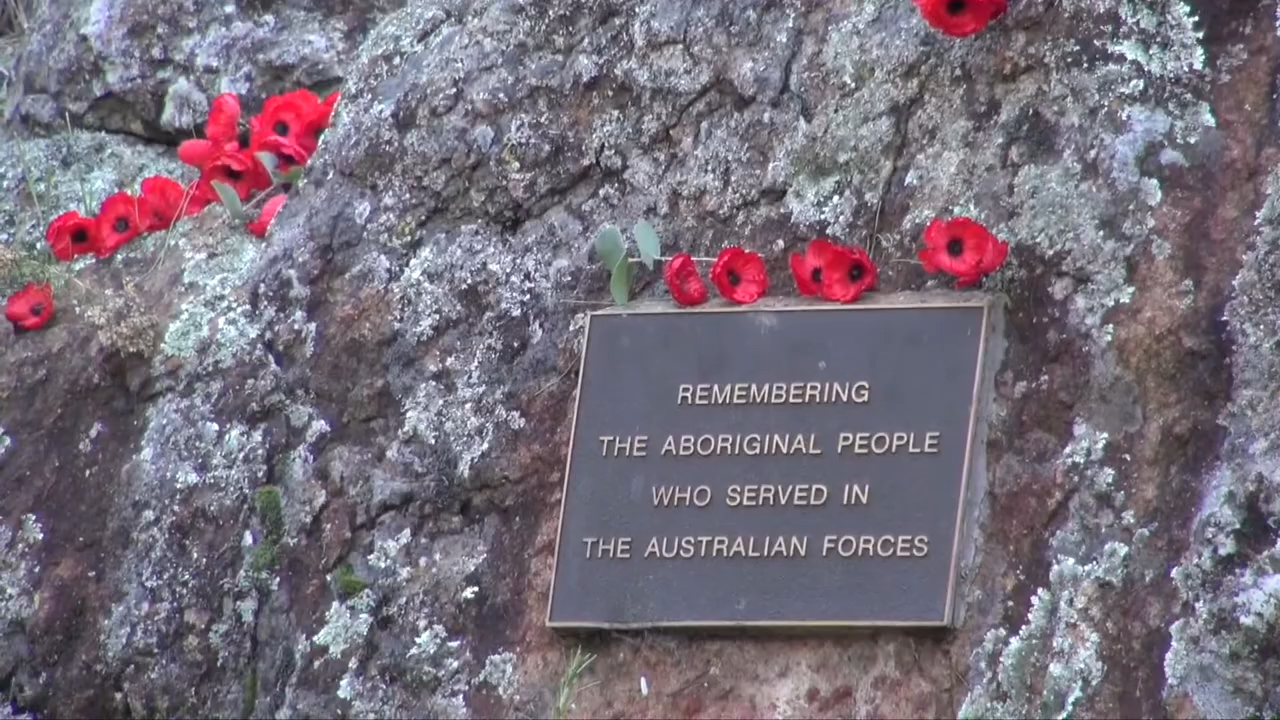 REMEMBERING
THE ABORIGINAL PEOPLE
WHO SERVED IN
THE AUSTRALIAN FORCES